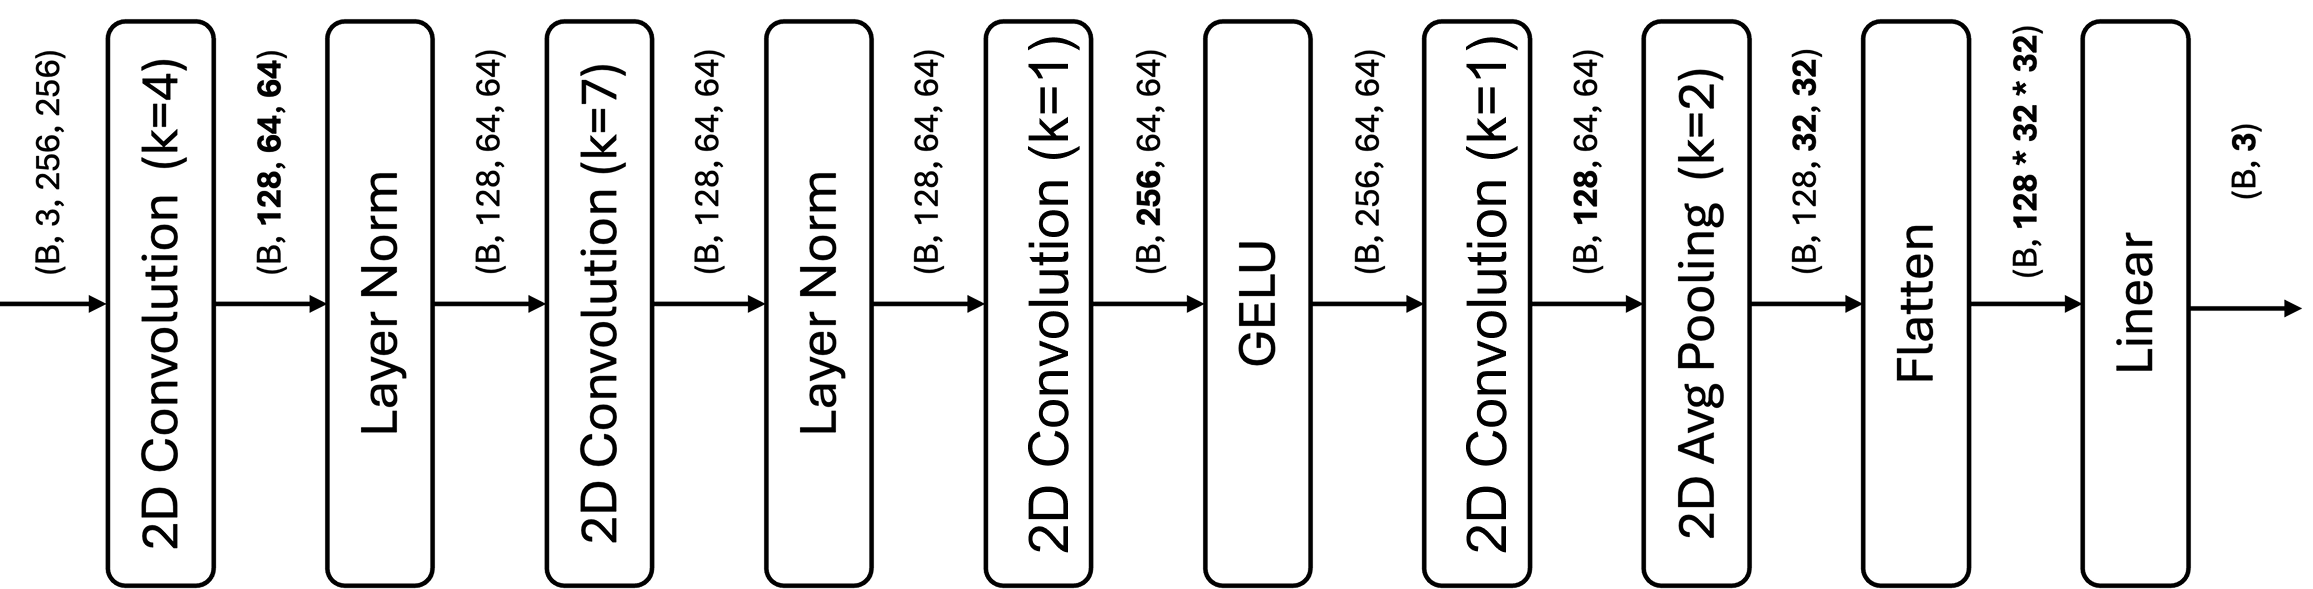 (B, 3, 256, 256)
2D Convolution (k=4)
(B, 128, 64, 64)
Layer Norm
(B, 128, 64, 64)
2D Convolution (k=7)
(B, 128, 64, 64)
Layer Norm
(B, 128, 64, 64)
2D Convolution (k=1)
(B, 256, 64, 64)
GELU
(B, 256, 64, 64)
2D Convolution (k=1)
(B, 128, 64, 64)
2D Avg Pooling (k=2)
(B, 128, 32, 32)
Flatten
(B, 128 * 32 * 32)
Linear
(B, 3)